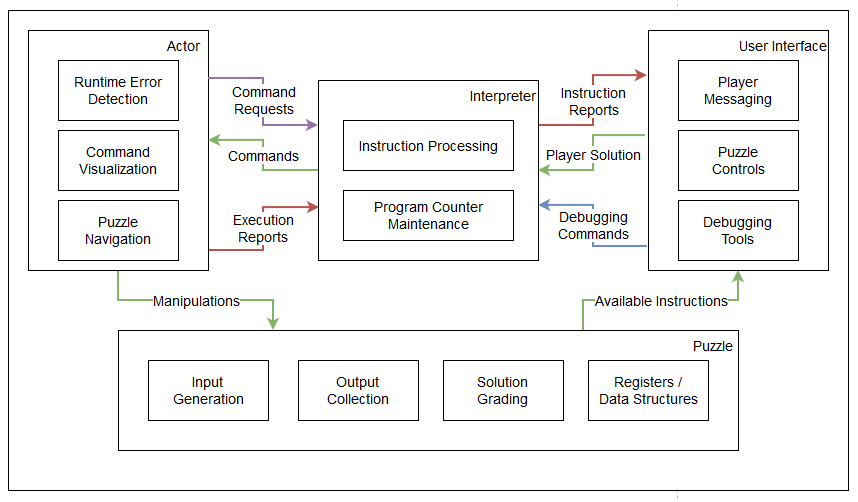 Actor
Runtime Error
Detection
Command
Visualization
Puzzle
Navigation
Command
Requests
Commands
Execution
Reports
Interpreter
Instruction Processing
Program Counter
Maintenance
Instruction
Reports
Player Solution
Debugging
Commands
User Interface
Player
Messaging
Puzzle
Controls
Debugging
Tools
Manipulations
Available Instructions
Puzzle
Input
Generation
Output
Collection
Solution
Grading
Registers /
Data Structures